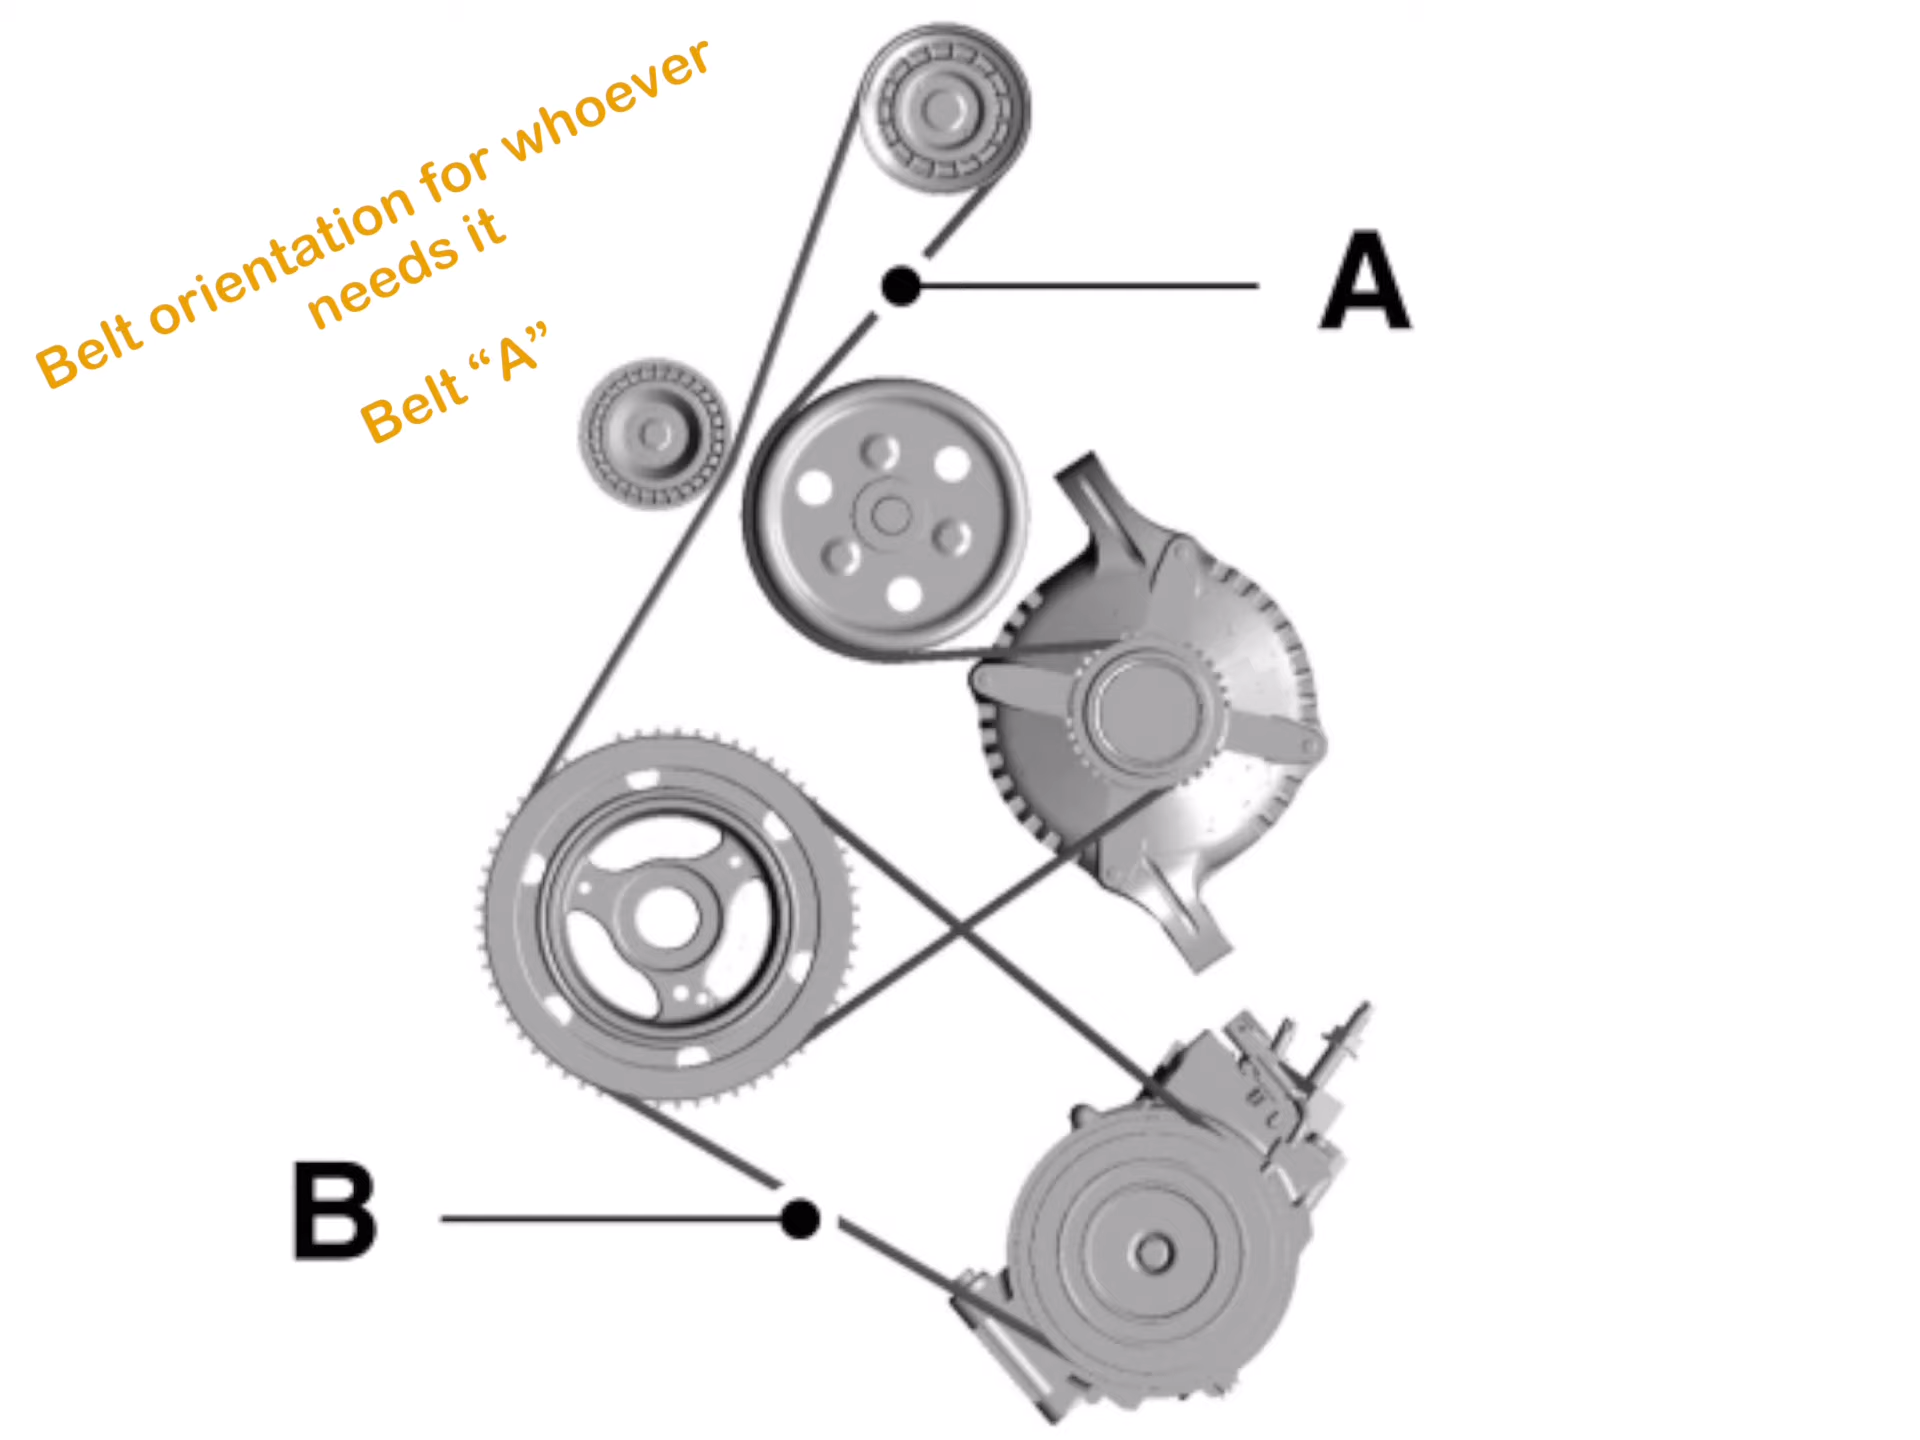 Belt orientation for whoever
needs it
Belt “A”
A
B